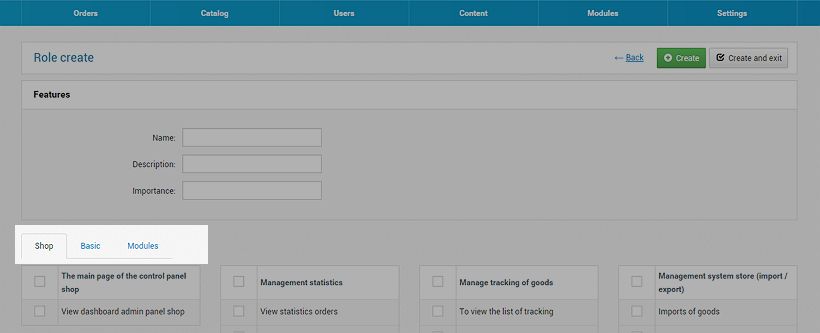 Orders Catalog Users Content Modules Settings
Role create ← Back Create Create and exit
Features
Name:
Description:
Importance:
Shop Basic Modules
The main page of the control panel shop
Management statistics
Manage tracking of goods
Management system store (import / export)
View dashboard admin panel shop
View statistics orders
To view the list of tracking
Imports of goods